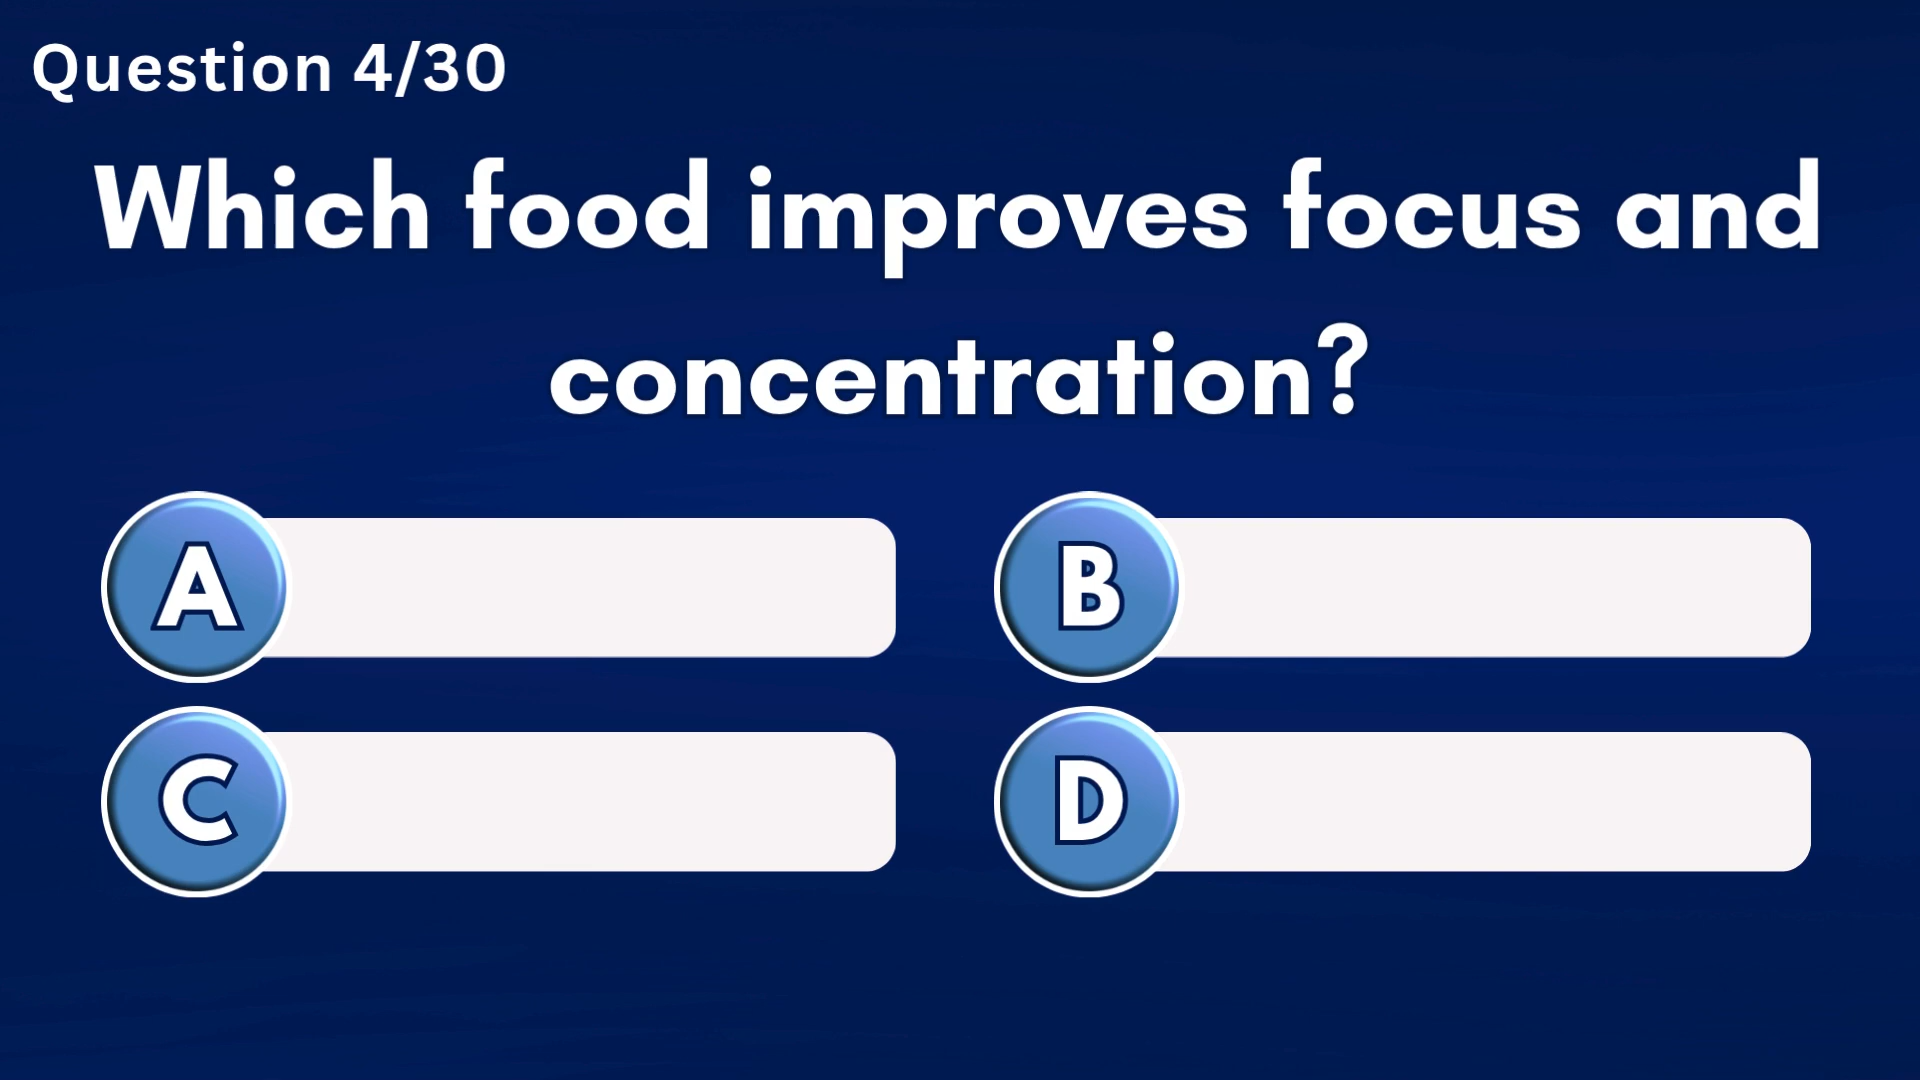 Question 4/30
Which food improves focus and
concentration?
A
B
C
D